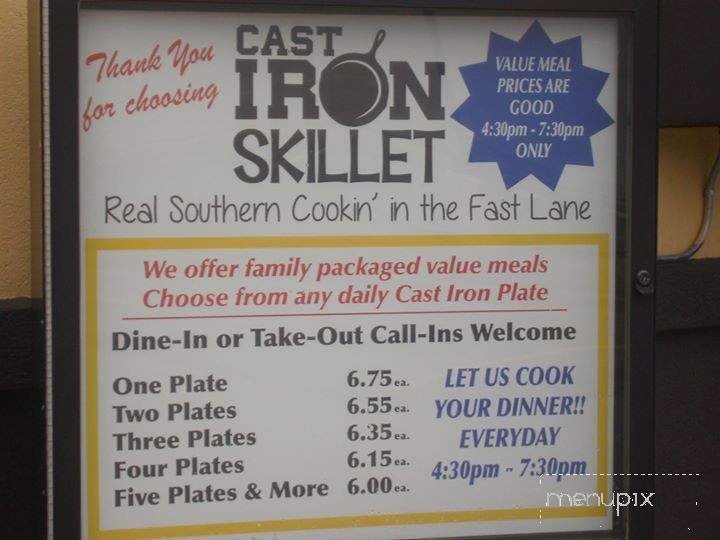 Thank You
for choosing
CAST
IRON
SKILLET
VALUE MEAL
PRICES ARE
GOOD
4:30pm - 7:30pm
ONLY
Real Southern Cookin' in the Fast Lane
We offer family packaged value meals
Choose from any daily Cast Iron Plate
Dine-In or Take-Out Call-Ins Welcome
One Plate 6.75 ea.
Two Plates 6.55 ea.
Three Plates 6.35 ea.
Four Plates 6.15 ea.
Five Plates & More 6.00 ea.
LET US COOK
YOUR DINNER!!
EVERYDAY
4:30pm - 7:30pm
menupix